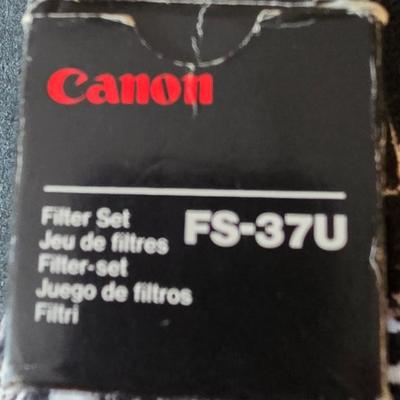 Canon
Filter Set
FS-37U
Jeu de filtres
Filter-set
Juego de filtros
Filtri